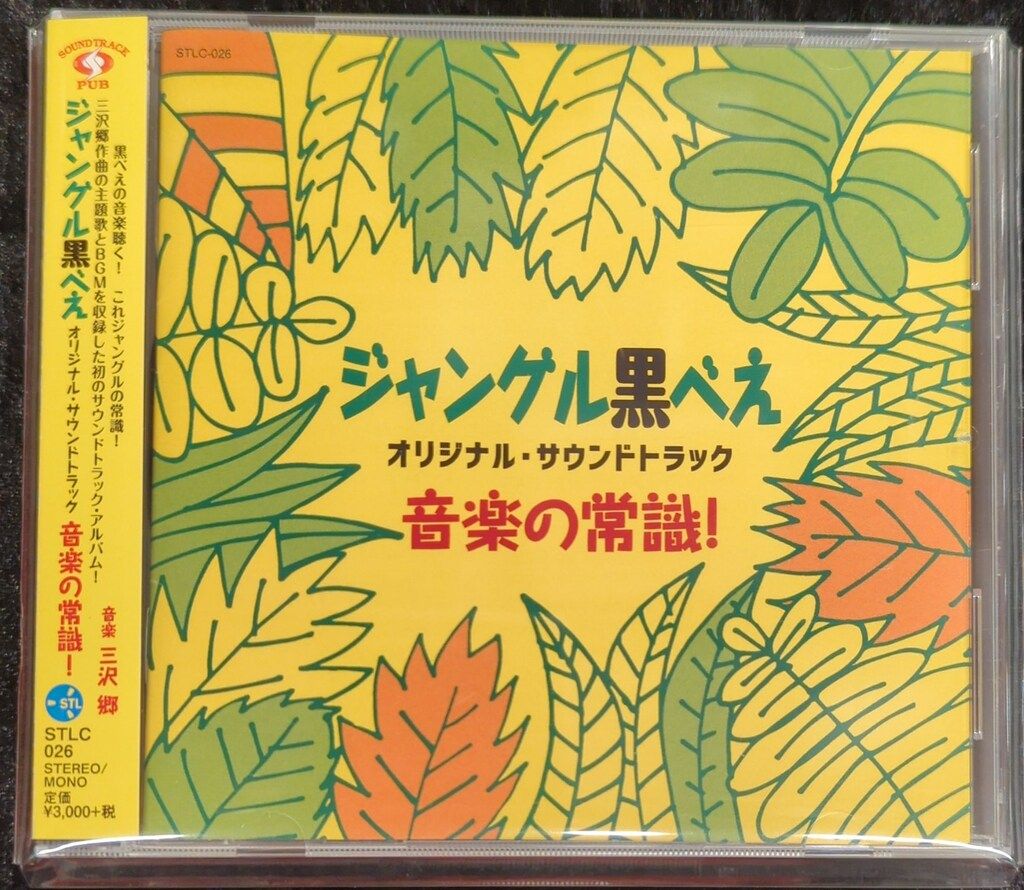 SOUNDTRACK
PUB
黒べえの音楽聴く! これジャングルの常識!
三沢郷作曲の主題歌とBGMを収録した初のサウンドトラック・アルバム!
ジャングル黒べえ オリジナル・サウンドトラック 音楽の常識!
音楽 三沢 郷
STL
STLC
026
STEREO/
MONO
定価
¥3,000+税
STLC-026
ジャングル黒べえ
オリジナル・サウンドトラック
音楽の常識!